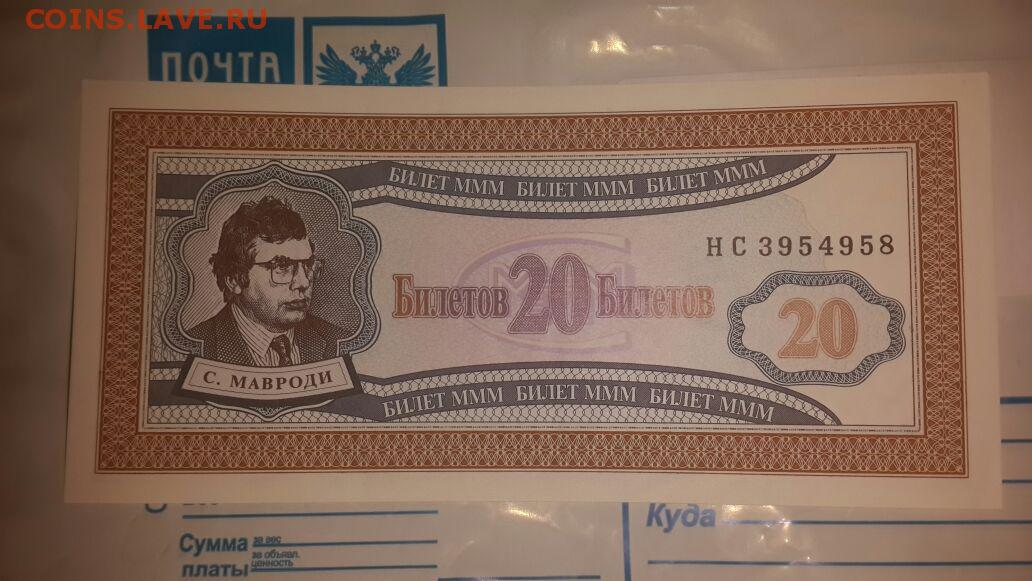 COINS.LAVE.RU
ПОЧТА
БИЛЕТ МММ БИЛЕТ МММ БИЛЕТ МММ
НС 3954958
Билетов 20 Билетов
20
С. МАВРОДИ
БИЛЕТ МММ БИЛЕТ МММ БИЛЕТ МММ
Куда
Сумма за вес
за объявл.
платы ценность